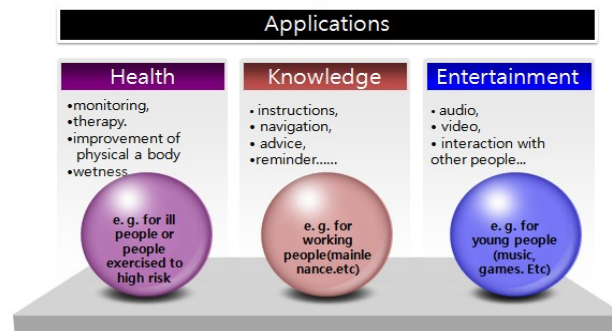 Applications
Health
•monitoring,
•therapy.
•improvement of
physical a body
•wetness
e. g. for ill
people or
people
exercised to
high risk
Knowledge
• instructions,
• navigation,
• advice,
•reminder......
e. g. for
working
people(mainle
nance.etc)
Entertainment
• audio,
• video,
• interaction with
other people...
e. g. for
young people
(music,
games. Etc)